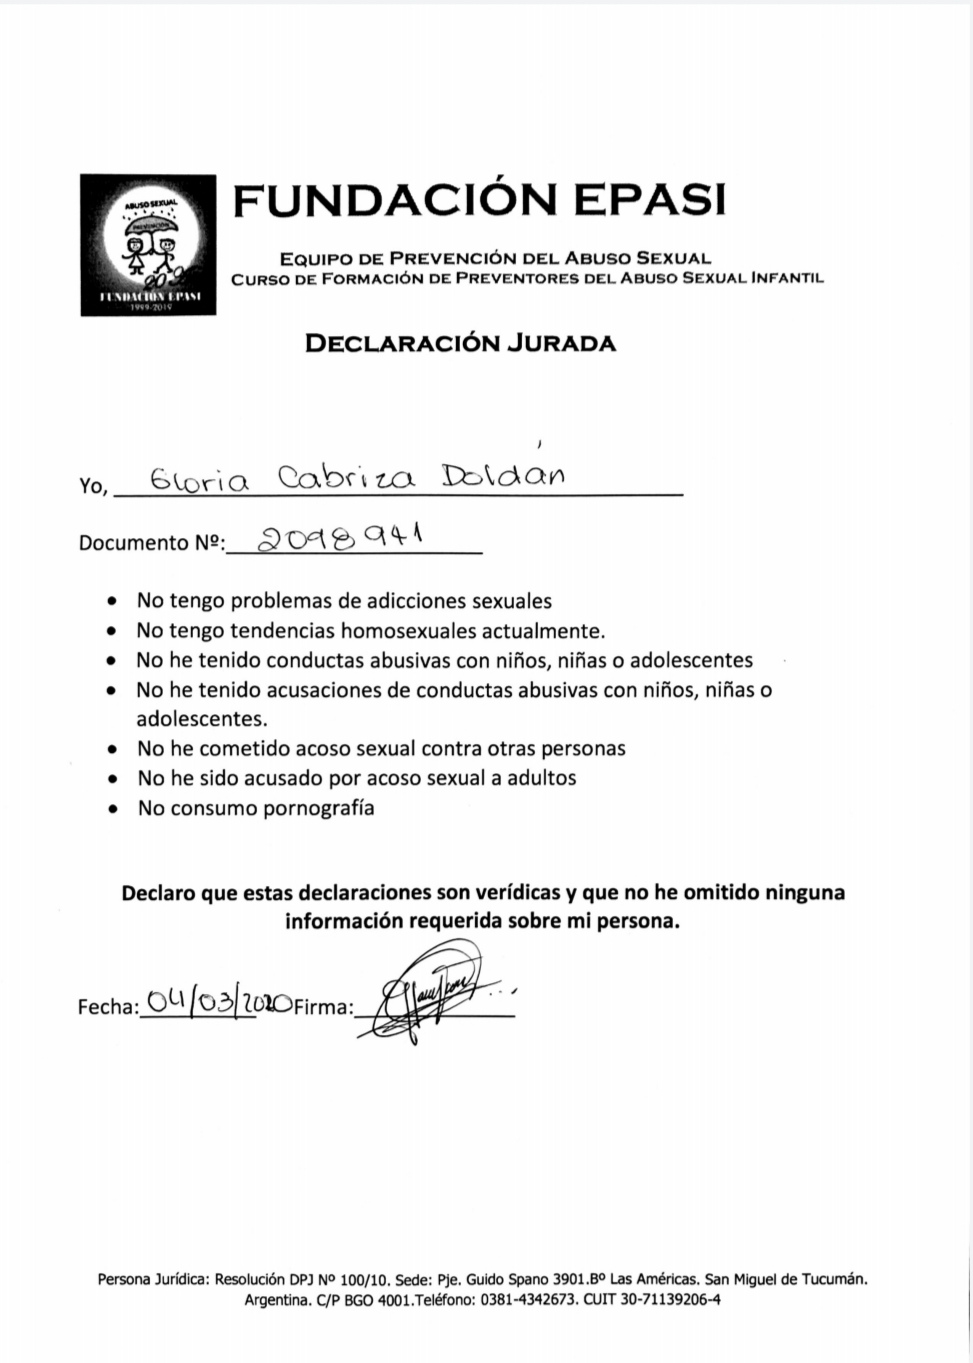 ABUSO SEXUAL
PREVENCIÓN
20
FUNDACIÓN EPASI
1999-2019
FUNDACIÓN EPASI
EQUIPO DE PREVENCIÓN DEL ABUSO SEXUAL
CURSO DE FORMACIÓN DE PREVENTORES DEL ABUSO SEXUAL INFANTIL
DECLARACIÓN JURADA
Yo, Gloria Cabriza Doldán
Documento Nº: 2098941
• No tengo problemas de adicciones sexuales
• No tengo tendencias homosexuales actualmente.
• No he tenido conductas abusivas con niños, niñas o adolescentes
• No he tenido acusaciones de conductas abusivas con niños, niñas o
adolescentes.
• No he cometido acoso sexual contra otras personas
• No he sido acusado por acoso sexual a adultos
• No consumo pornografía
Declaro que estas declaraciones son verídicas y que no he omitido ninguna
información requerida sobre mi persona.
Fecha: 04/03/2020 Firma:
Persona Jurídica: Resolución DPJ Nº 100/10. Sede: Pje. Guido Spano 3901.Bº Las Américas. San Miguel de Tucumán.
Argentina. C/P BGO 4001.Teléfono: 0381-4342673. CUIT 30-71139206-4